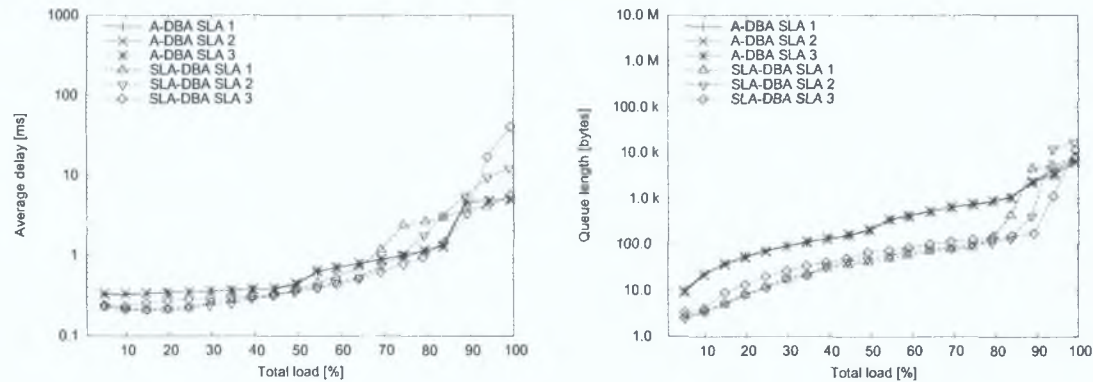 A-DBA SLA 1
A-DBA SLA 2
A-DBA SLA 3
SLA-DBA SLA 1
SLA-DBA SLA 2
SLA-DBA SLA 3
1000
100
10
1
0.1
Average delay [ms]
10 20 30 40 50 60 70 80 90 100
Total load [%]
A-DBA SLA 1
A-DBA SLA 2
A-DBA SLA 3
SLA-DBA SLA 1
SLA-DBA SLA 2
SLA-DBA SLA 3
10.0 M
1.0 M
100.0 k
10.0 k
1.0 k
100.0
10.0
1.0
Queue length [bytes]
10 20 30 40 50 60 70 80 90 100
Total load [%]